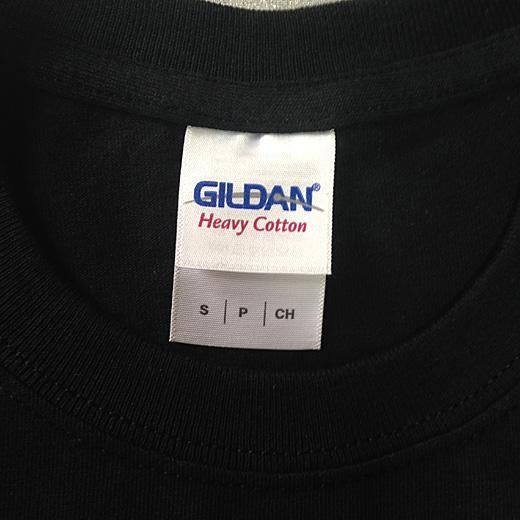 GILDAN®
Heavy Cotton
S | P | CH